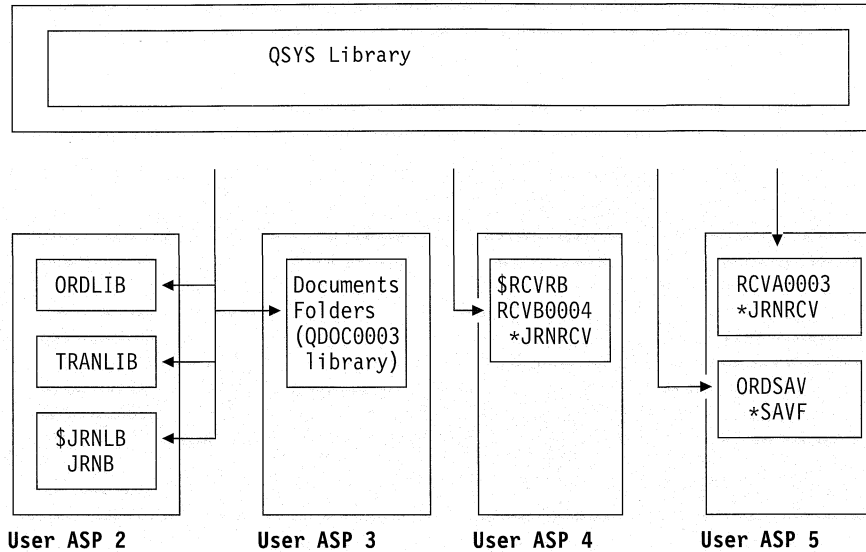 QSYS Library
ORDLIB
TRANLIB
$JRNLB
JRNB
Documents
Folders
(QDOC0003
library)
$RCVRB
RCVB0004
*JRNRCV
RCVA0003
*JRNRCV
ORDSAV
*SAVF
User ASP 2
User ASP 3
User ASP 4
User ASP 5